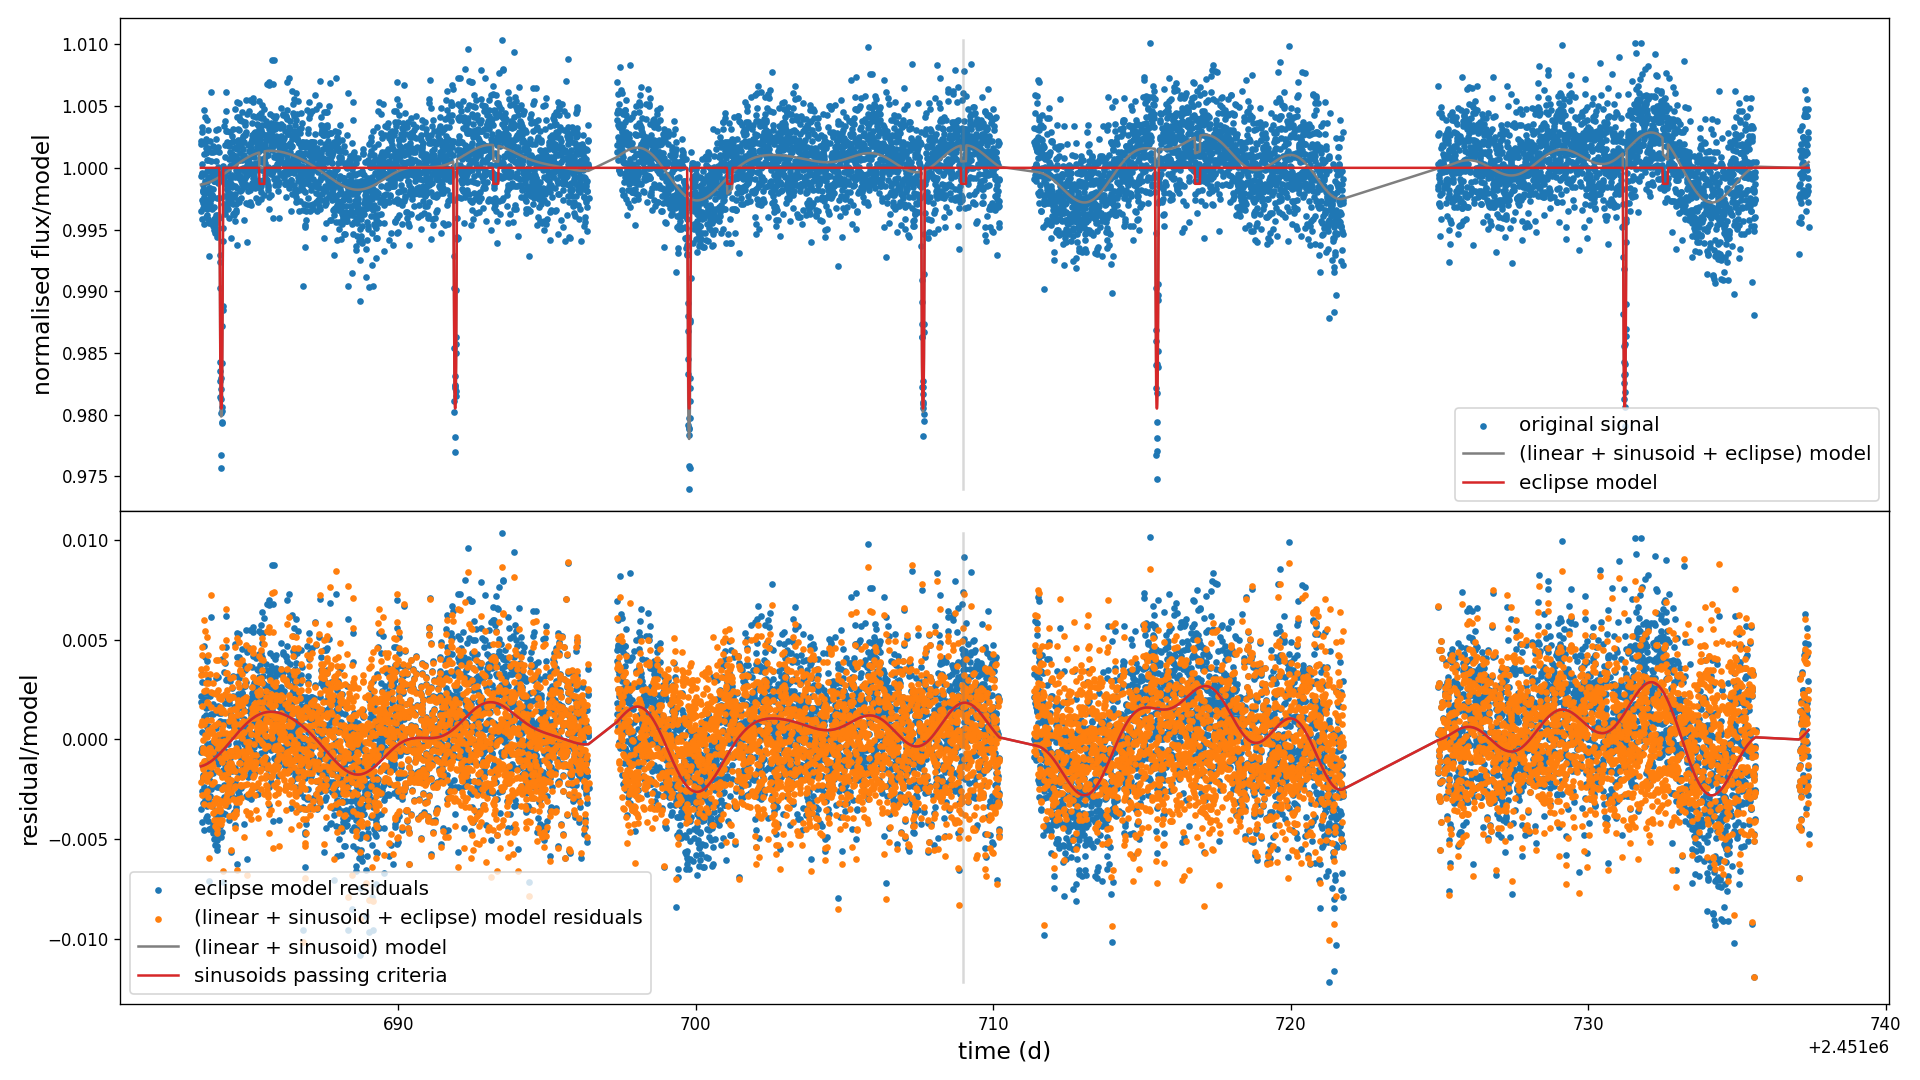 1.010
1.005
1.000
0.995
0.990
0.985
0.980
0.975
normalised flux/model
original signal
(linear + sinusoid + eclipse) model
eclipse model
0.010
0.005
0.000
−0.005
−0.010
residual/model
eclipse model residuals
(linear + sinusoid + eclipse) model residuals
(linear + sinusoid) model
sinusoids passing criteria
690 700 710 720 730 740
time (d)
+2.451e6